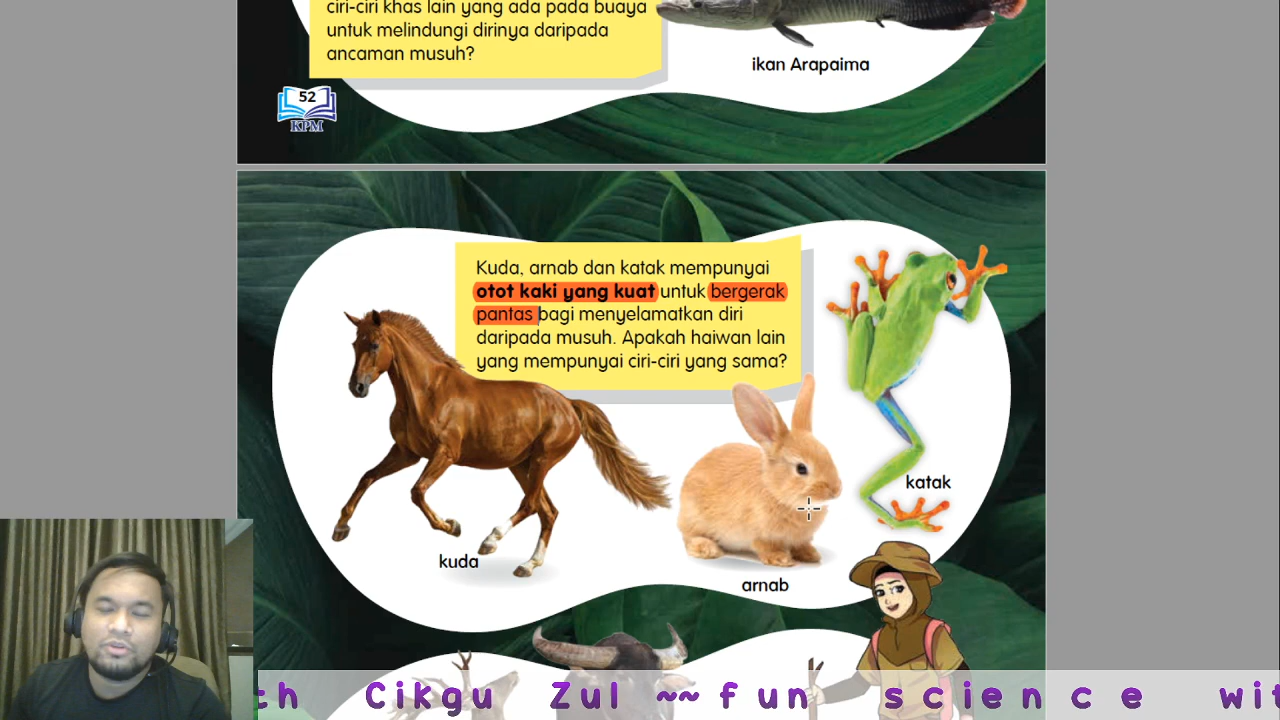 ciri-ciri khas lain yang ada pada buaya
untuk melindungi dirinya daripada
ancaman musuh?
ikan Arapaima
52
KPM
Kuda, arnab dan katak mempunyai
otot kaki yang kuat untuk bergerak
pantas bagi menyelamatkan diri
daripada musuh. Apakah haiwan lain
yang mempunyai ciri-ciri yang sama?
katak
kuda
arnab
th Cikgu Zul ~~fun science wit